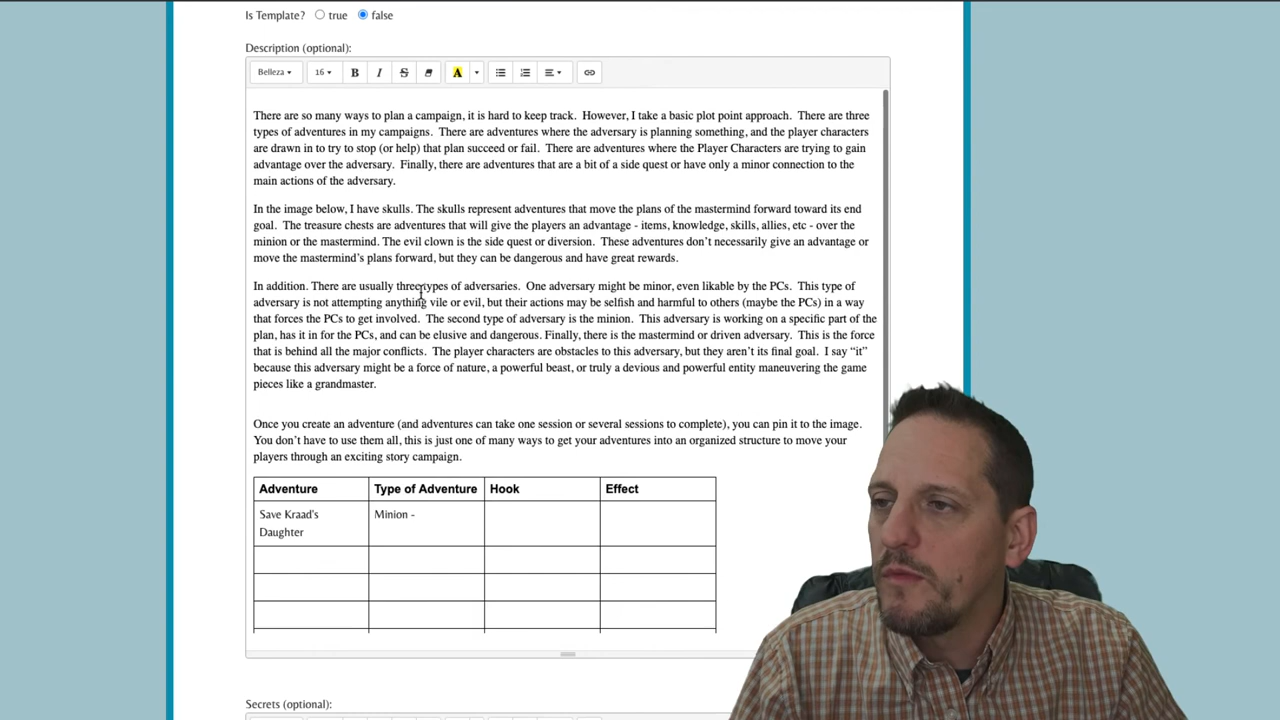 Is Template? true false
Description (optional):
Belleza 16 B I S A
There are so many ways to plan a campaign, it is hard to keep track. However, I take a basic plot point approach. There are three
types of adventures in my campaigns. There are adventures where the adversary is planning something, and the player characters
are drawn in to try to stop (or help) that plan succeed or fail. There are adventures where the Player Characters are trying to gain
advantage over the adversary. Finally, there are adventures that are a bit of a side quest or have only a minor connection to the
main actions of the adversary.
In the image below, I have skulls. The skulls represent adventures that move the plans of the mastermind forward toward its end
goal. The treasure chests are adventures that will give the players an advantage - items, knowledge, skills, allies, etc - over the
minion or the mastermind. The evil clown is the side quest or diversion. These adventures don't necessarily give an advantage or
move the mastermind's plans forward, but they can be dangerous and have great rewards.
In addition. There are usually three types of adversaries. One adversary might be minor, even likable by the PCs. This type of
adversary is not attempting anything vile or evil, but their actions may be selfish and harmful to others (maybe the PCs) in a way
that forces the PCs to get involved. The second type of adversary is the minion. This adversary is working on a specific part of the
plan, has it in for the PCs, and can be elusive and dangerous. Finally, there is the mastermind or driven adversary. This is the force
that is behind all the major conflicts. The player characters are obstacles to this adversary, but they aren't its final goal. I say “it”
because this adversary might be a force of nature, a powerful beast, or truly a devious and powerful entity maneuvering the game
pieces like a grandmaster.
Once you create an adventure (and adventures can take one session or several sessions to complete), you can pin it to the image.
You don't have to use them all, this is just one of many ways to get your adventures into an organized structure to move your
players through an exciting story campaign.
Adventure Type of Adventure Hook Effect
Save Kraad's Minion -
Daughter
Secrets (optional):